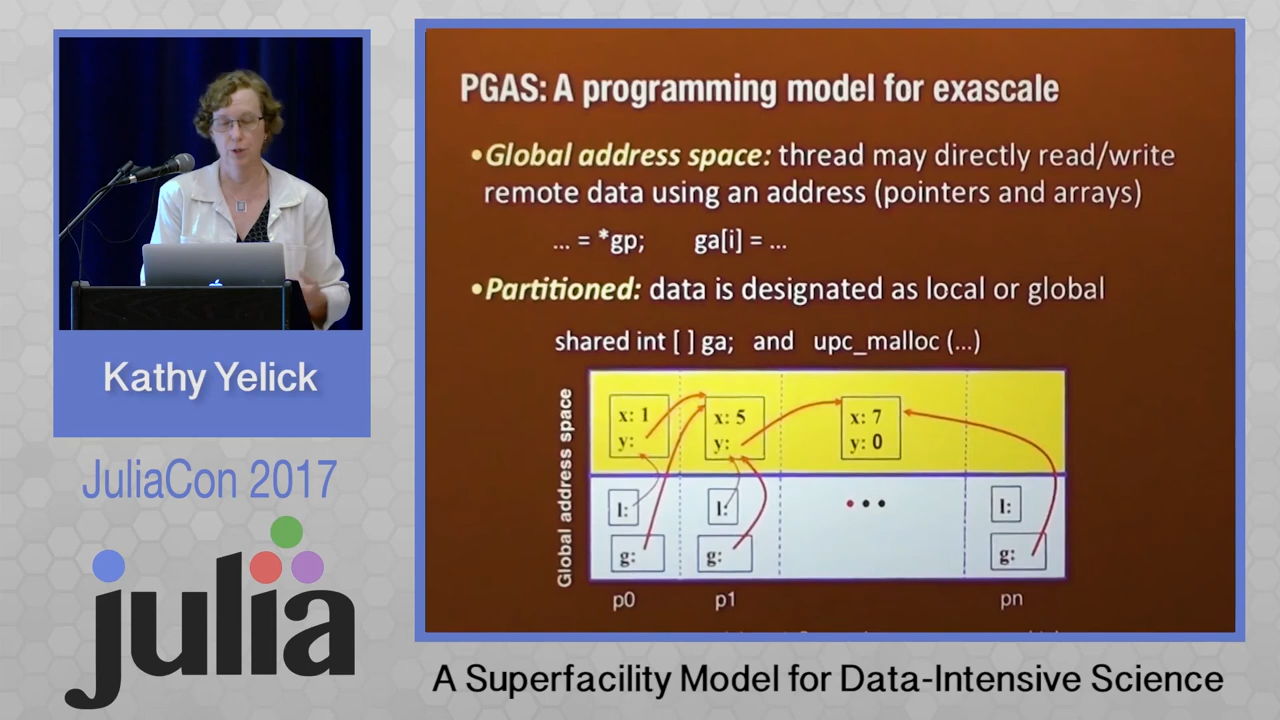 Kathy Yelick
JuliaCon 2017
julia
PGAS: A programming model for exascale
•Global address space: thread may directly read/write
remote data using an address (pointers and arrays)
... = *gp; ga[i] = ...
•Partitioned: data is designated as local or global
shared int [ ] ga; and upc_malloc (...)
Global address space
x: 1
y:
x: 5
y:
x: 7
y: 0
l:
l:
•••
l:
g:
g:
g:
p0
p1
pn
A Superfacility Model for Data-Intensive Science